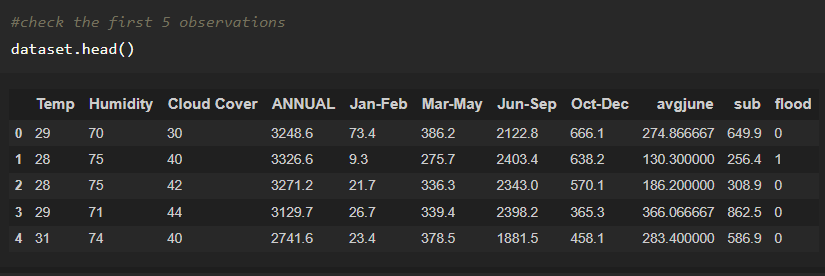 #check the first 5 observations
dataset.head()
Temp Humidity Cloud Cover ANNUAL Jan-Feb Mar-May Jun-Sep Oct-Dec avgjune sub flood
0 29 70 30 3248.6 73.4 386.2 2122.8 666.1 274.866667 649.9 0
1 28 75 40 3326.6 9.3 275.7 2403.4 638.2 130.300000 256.4 1
2 28 75 42 3271.2 21.7 336.3 2343.0 570.1 186.200000 308.9 0
3 29 71 44 3129.7 26.7 339.4 2398.2 365.3 366.066667 862.5 0
4 31 74 40 2741.6 23.4 378.5 1881.5 458.1 283.400000 586.9 0